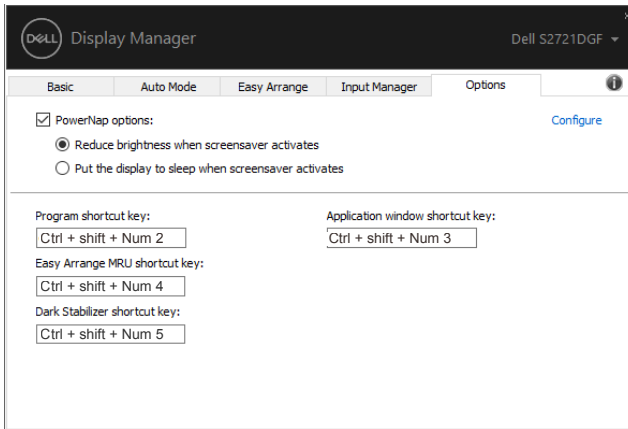 DELL Display Manager Dell S2721DGF
Basic Auto Mode Easy Arrange Input Manager Options
PowerNap options: Configure
Reduce brightness when screensaver activates
Put the display to sleep when screensaver activates
Program shortcut key: Application window shortcut key:
Ctrl + shift + Num 2 Ctrl + shift + Num 3
Easy Arrange MRU shortcut key:
Ctrl + shift + Num 4
Dark Stabilizer shortcut key:
Ctrl + shift + Num 5